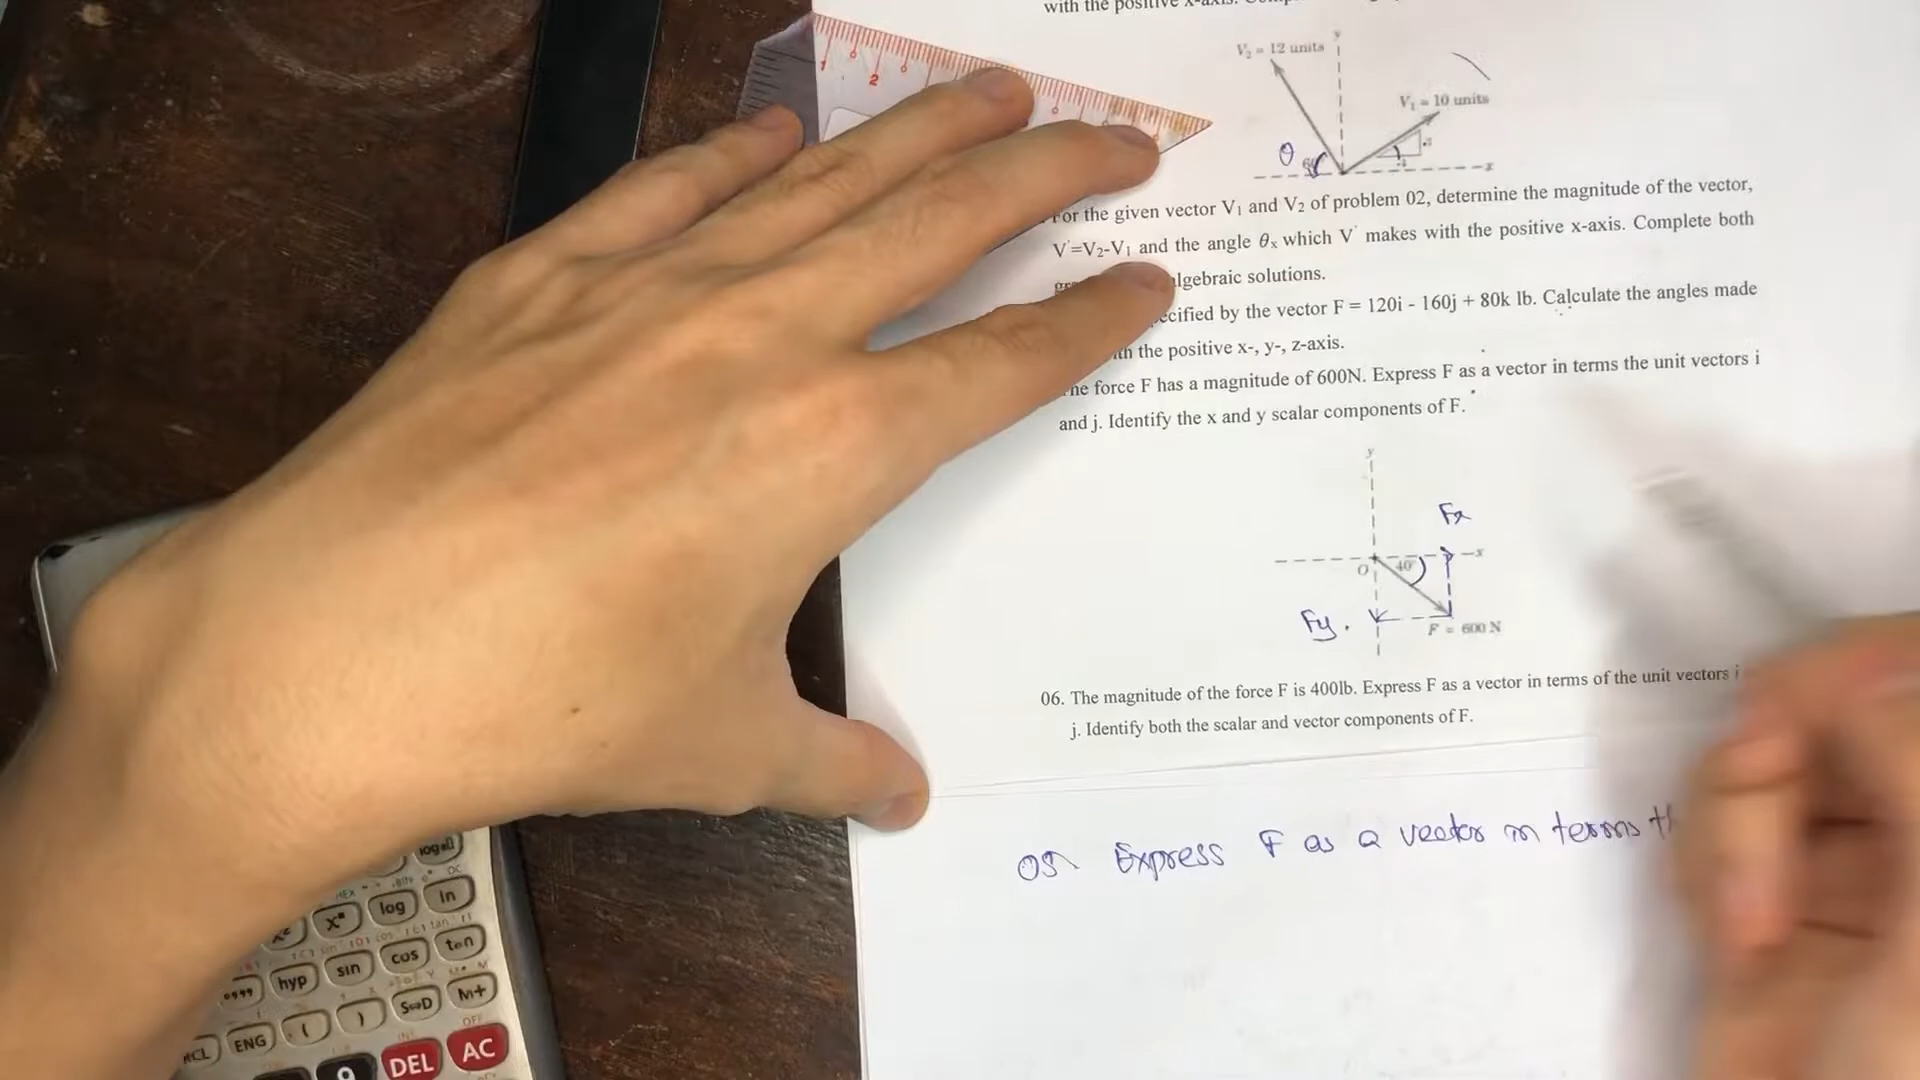 with the positive x-axis.
y
V₂ = 12 units
V₁ = 10 units
θ
x
For the given vector V₁ and V₂ of problem 02, determine the magnitude of the vector,
V'=V₂-V₁ and the angle θₓ which V' makes with the positive x-axis. Complete both
algebraic solutions.
by the vector F = 120i - 160j + 80k lb. Calculate the angles made
the positive x-, y-, z-axis.
force F has a magnitude of 600N. Express F as a vector in terms the unit vectors i
and j. Identify the x and y scalar components of F.
y
Fx
x
O
40°
Fy.
F = 600 N
06. The magnitude of the force F is 400lb. Express F as a vector in terms of the unit vectors i
j. Identify both the scalar and vector components of F.
05 Express F as a vector in terms
1 2
log
ln
hyp
sin
cos
tan
ENG
(
)
S⇔D
M+
9
DEL
AC